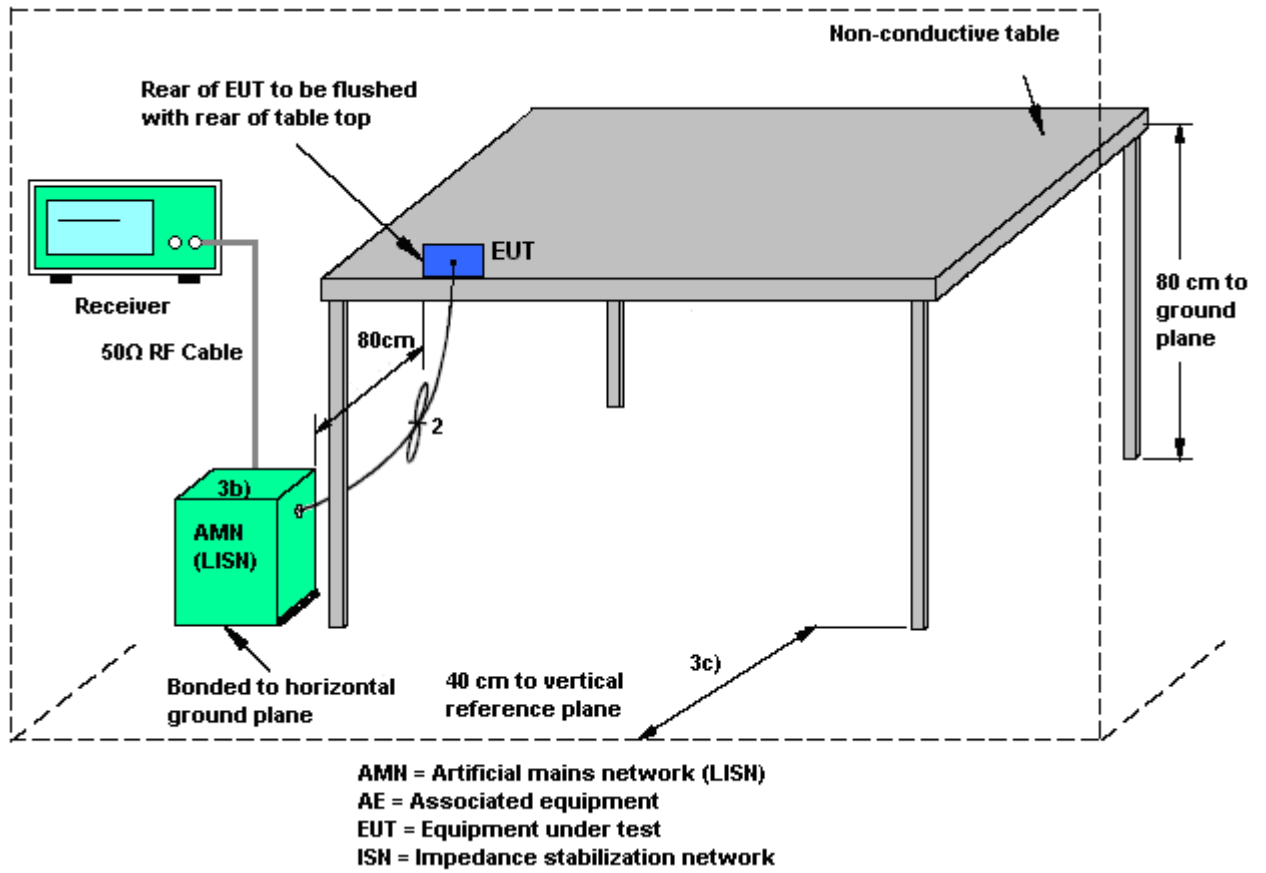 Non-conductive table
Rear of EUT to be flushed
with rear of table top
EUT
Receiver
80 cm to
ground
plane
80cm
50Ω RF Cable
2
3b)
AMN
(LISN)
3c)
Bonded to horizontal
ground plane
40 cm to vertical
reference plane
AMN = Artificial mains network (LISN)
AE = Associated equipment
EUT = Equipment under test
ISN = Impedance stabilization network